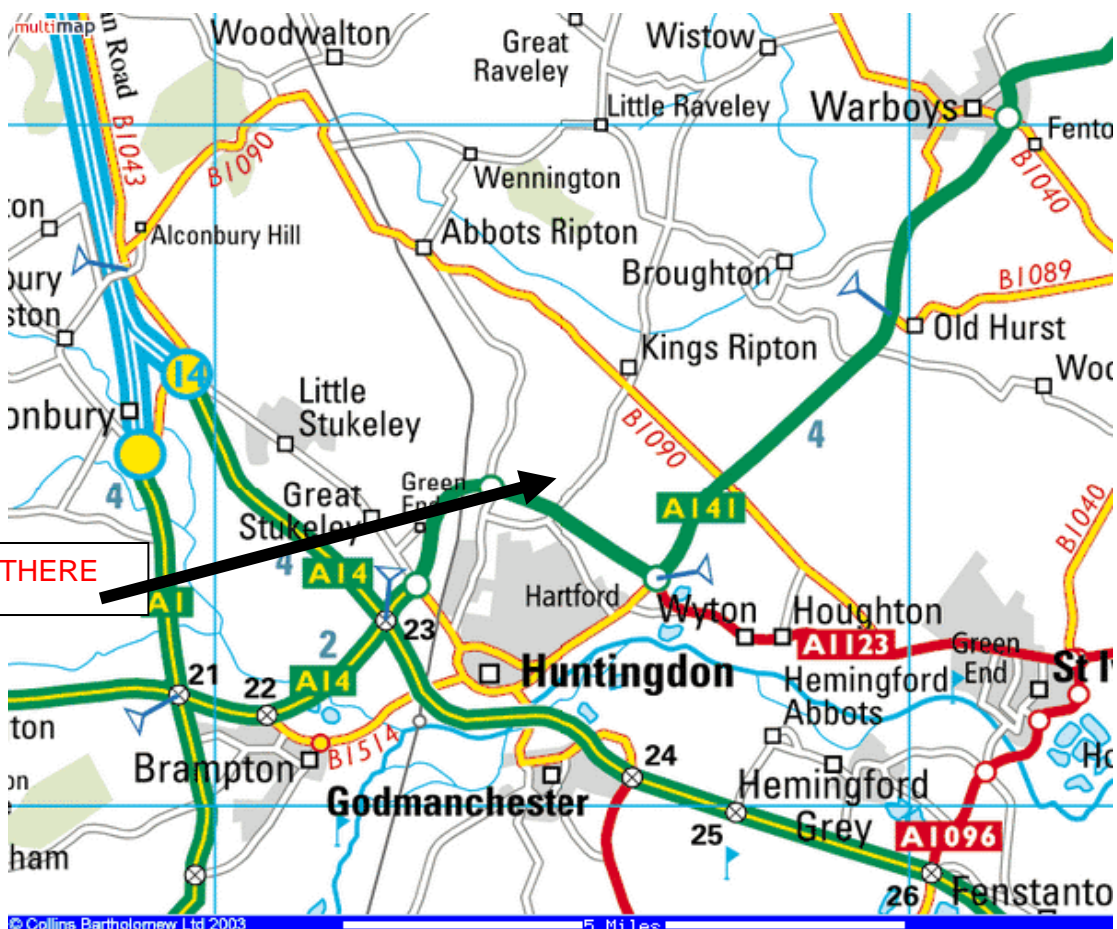 multimap
Woodwalton
Great
Raveley
Wistow
Little Raveley
Warboys
Road B1043
B1090
Wennington
B1040
Alconbury Hill
Abbots Ripton
Broughton
B1089
Old Hurst
Kings Ripton
14
Little
Stukeley
B1090
4
4
Great
Stukeley
Green
End
A141
B1040
THERE
4
A14
A1
Hartford
Wyton
Houghton
23
2
A1123
Green
End
21
22
A14
Huntingdon
Hemingford
Abbots
Brampton
B1514
24
Godmanchester
Hemingford
Grey
25
A1096
26
© Collins Bartholomew Ltd 2003
5 Miles